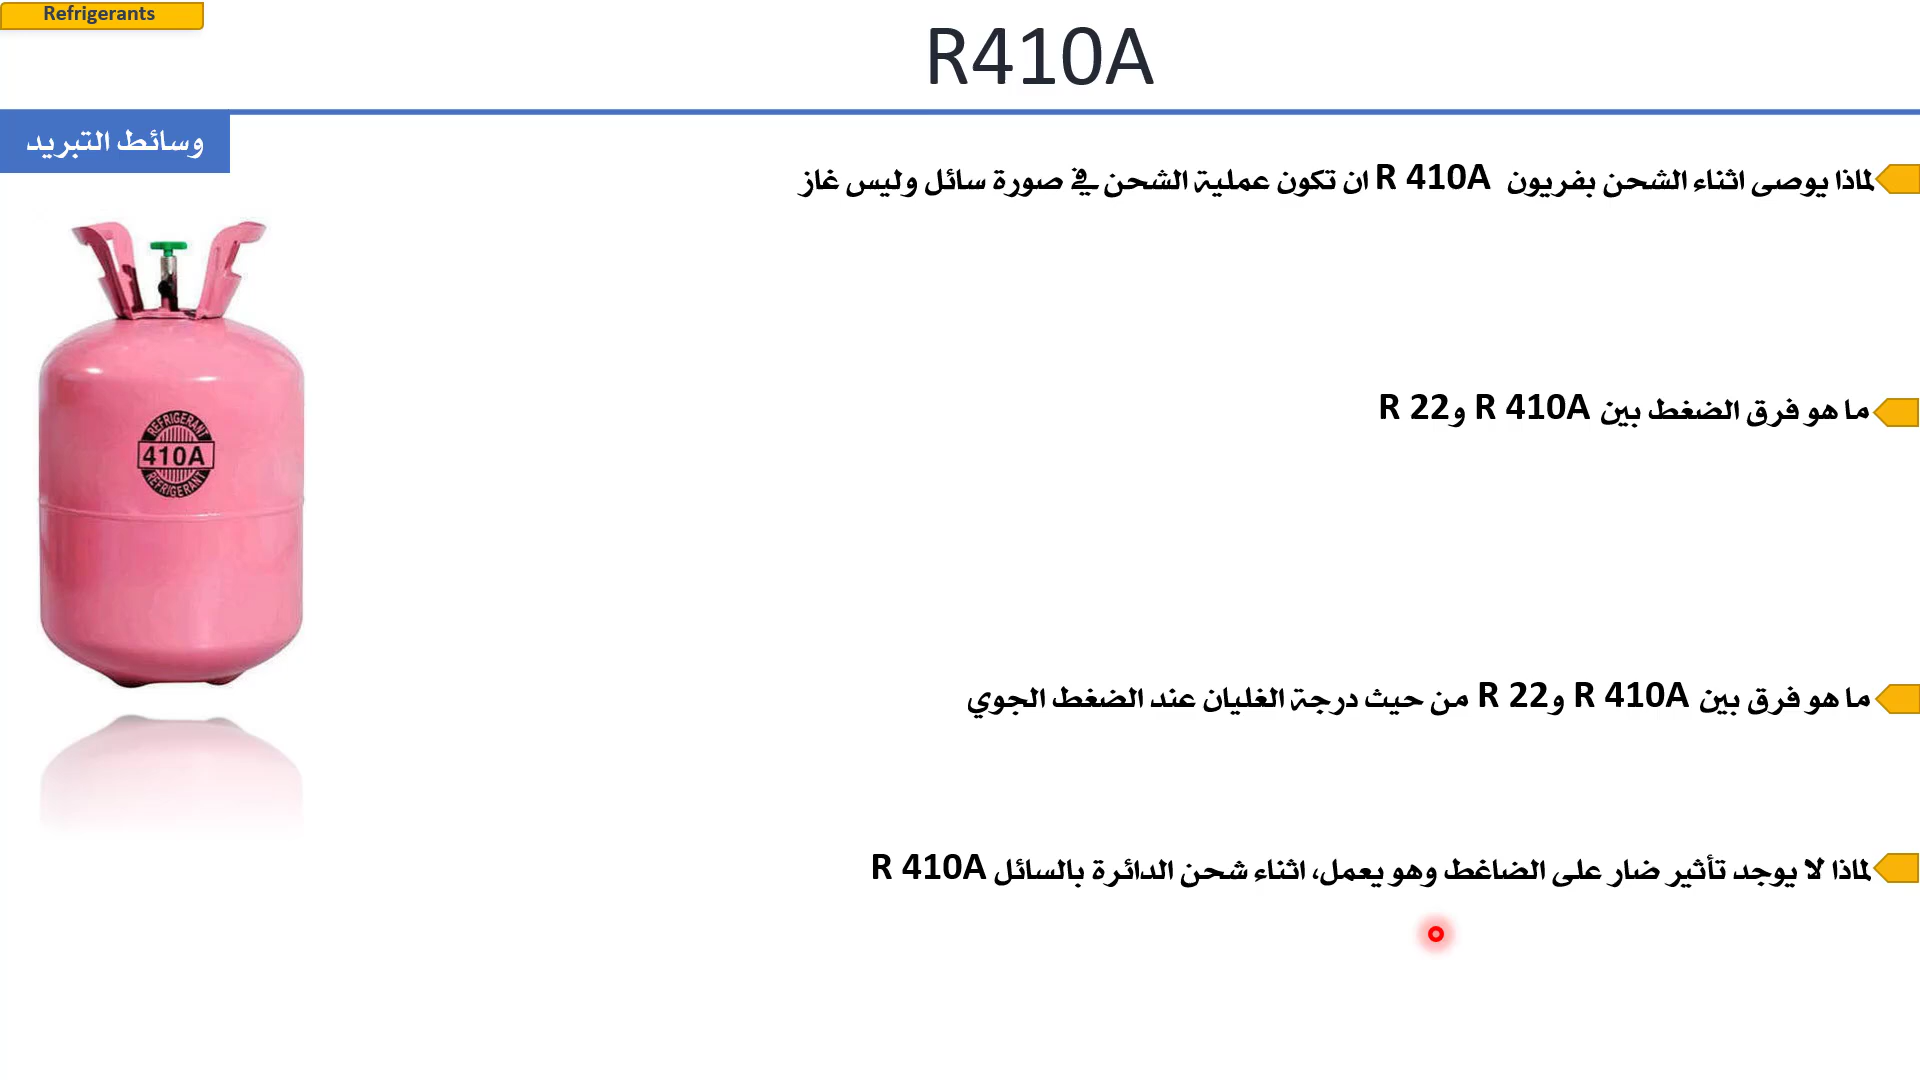 Refrigerants
R410A
وسائط التبريد
لماذا يوصى اثناء الشحن بفريون R 410A ان تكون عملية الشحن في صورة سائل وليس غاز
REFRIGERANT
410A
REFRIGERANT
ما هو فرق الضغط بين R 410A وR 22
ما هو فرق بين R 410A وR 22 من حيث درجة الغليان عند الضغط الجوي
لماذا لا يوجد تأثير ضار على الضاغط وهو يعمل، اثناء شحن الدائرة بالسائل R 410A